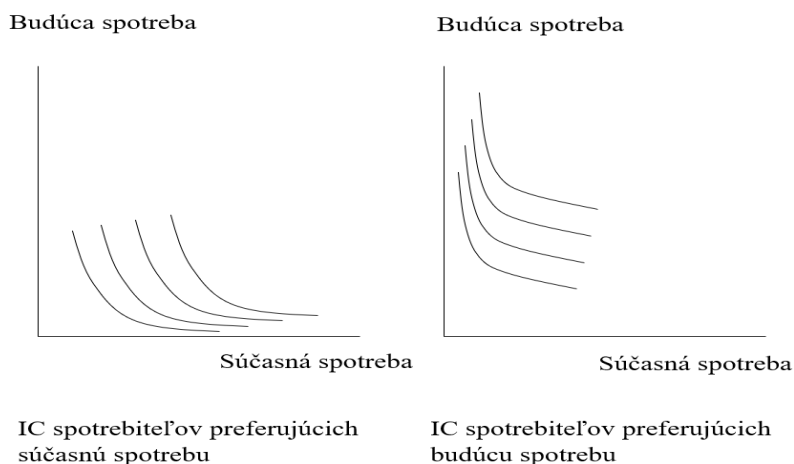 Budúca spotreba
Budúca spotreba
Súčasná spotreba
Súčasná spotreba
IC spotrebiteľov preferujúcich
súčasnú spotrebu
IC spotrebiteľov preferujúcich
budúcu spotrebu